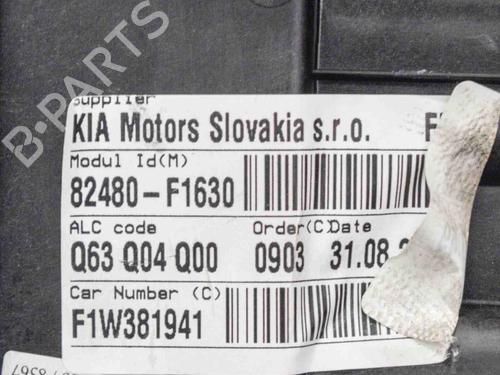 B-PARTS
Supplier
KIA Motors Slovakia s.r.o.
Modul Id(M)
82480-F1630
ALC code Order(C)Date
Q63 Q04 Q00 0903 31.08
Car Number (C)
F1W381941